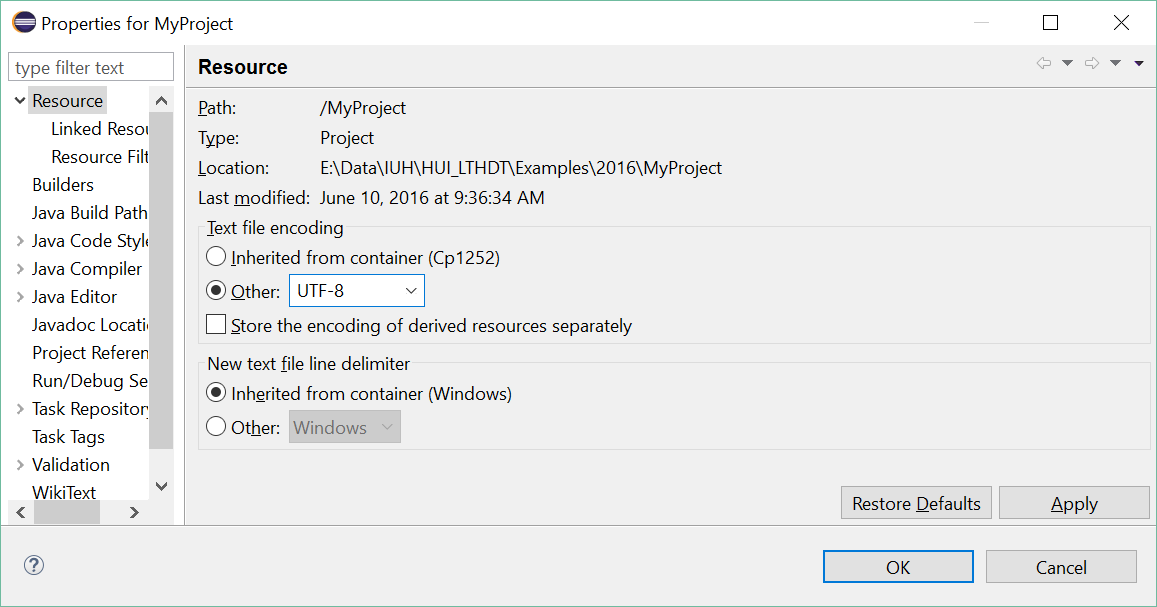 Properties for MyProject
type filter text
Resource
Linked Resou
Resource Filt
Builders
Java Build Path
Java Code Style
Java Compiler
Java Editor
Javadoc Locati
Project Referen
Run/Debug Se
Task Repository
Task Tags
Validation
WikiText
Resource
Path: /MyProject
Type: Project
Location: E:\Data\IUH\HUI_LTHDT\Examples\2016\MyProject
Last modified: June 10, 2016 at 9:36:34 AM
Text file encoding
Inherited from container (Cp1252)
Other: UTF-8
Store the encoding of derived resources separately
New text file line delimiter
Inherited from container (Windows)
Other: Windows
Restore Defaults Apply
? OK Cancel